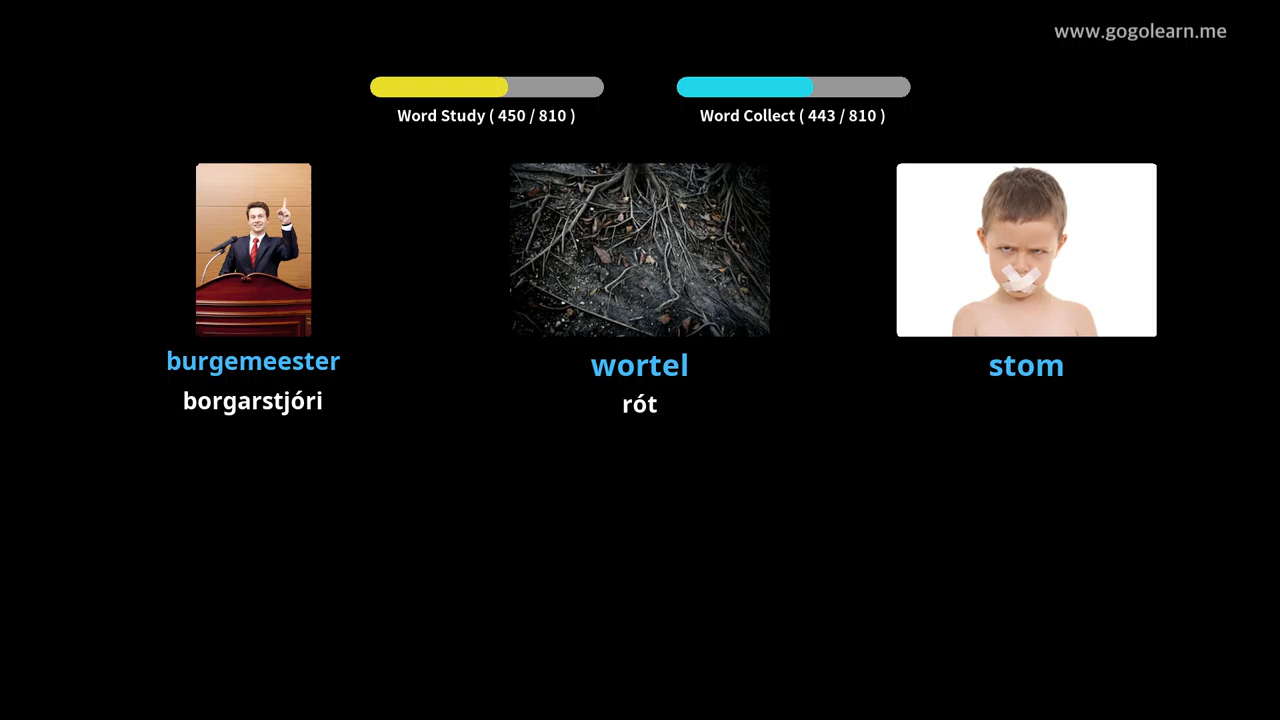 www.gogolearn.me
Word Study ( 450 / 810 )
Word Collect ( 443 / 810 )
burgemeester
borgarstjóri
wortel
rót
stom